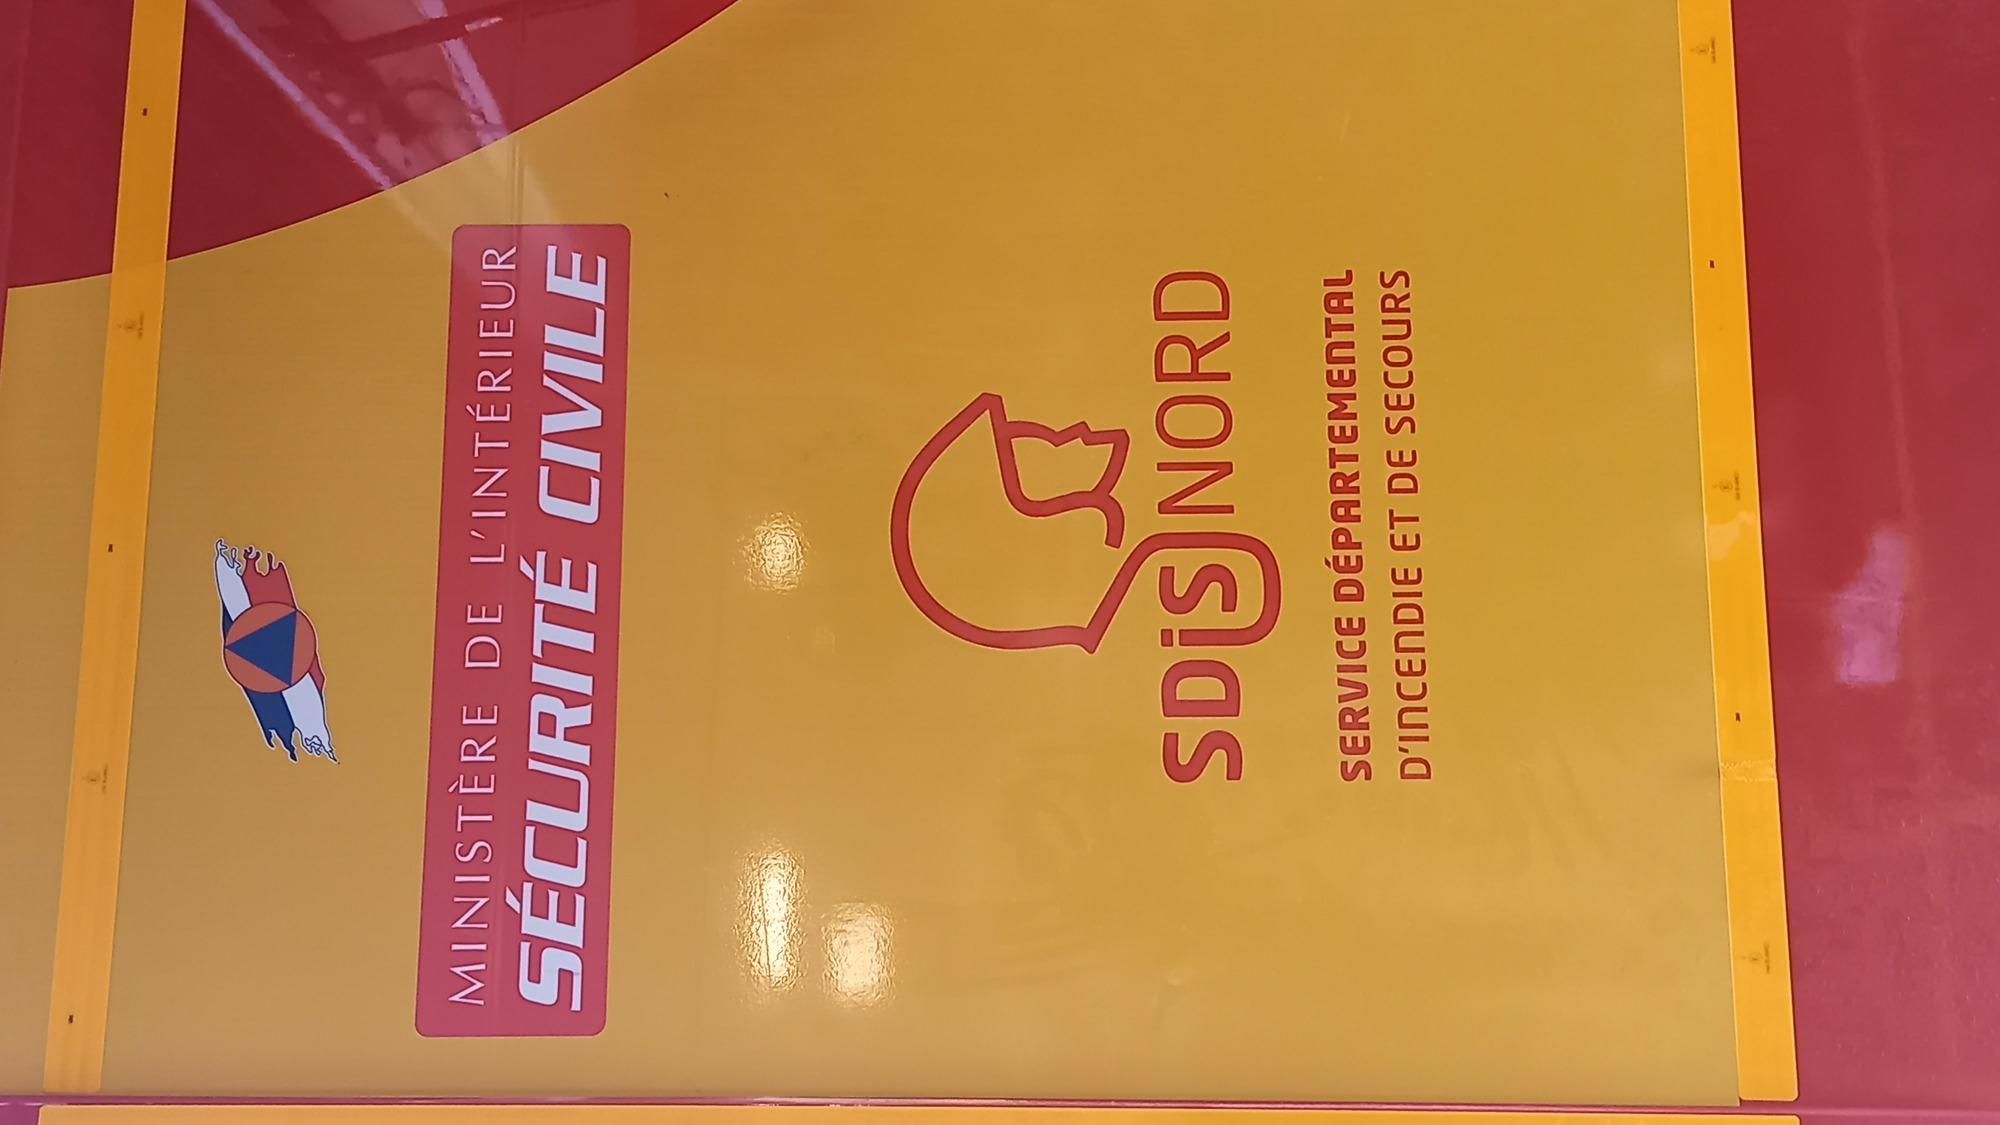 MINISTÈRE DE L'INTÉRIEUR
SÉCURITÉ CIVILE
SDiS NORD
SERVICE DÉPARTEMENTAL
D'INCENDIE ET DE SECOURS